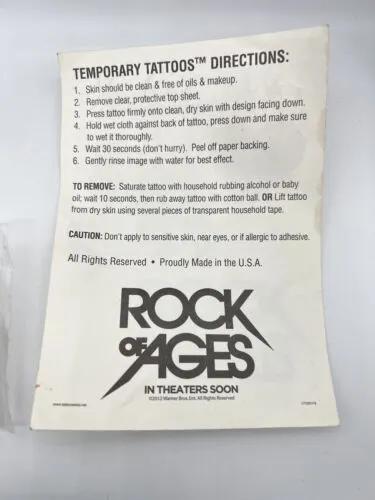 TEMPORARY TATTOOS™ DIRECTIONS:
1. Skin should be clean & free of oils & makeup.
2. Remove clear, protective top sheet.
3. Press tattoo firmly onto clean, dry skin with design facing down.
4. Hold wet cloth against back of tattoo, press down and make sure
to wet it thoroughly.
5. Wait 30 seconds (don't hurry). Peel off paper backing.
6. Gently rinse image with water for best effect.
TO REMOVE: Saturate tattoo with household rubbing alcohol or baby
oil; wait 10 seconds, then rub away tattoo with cotton ball. OR Lift tattoo
from dry skin using several pieces of transparent household tape.
CAUTION: Don't apply to sensitive skin, near eyes, or if allergic to adhesive.
All Rights Reserved • Proudly Made in the U.S.A.
ROCK
OF AGES
IN THEATERS SOON
©2012 Warner Bros. Ent. All Rights Reserved